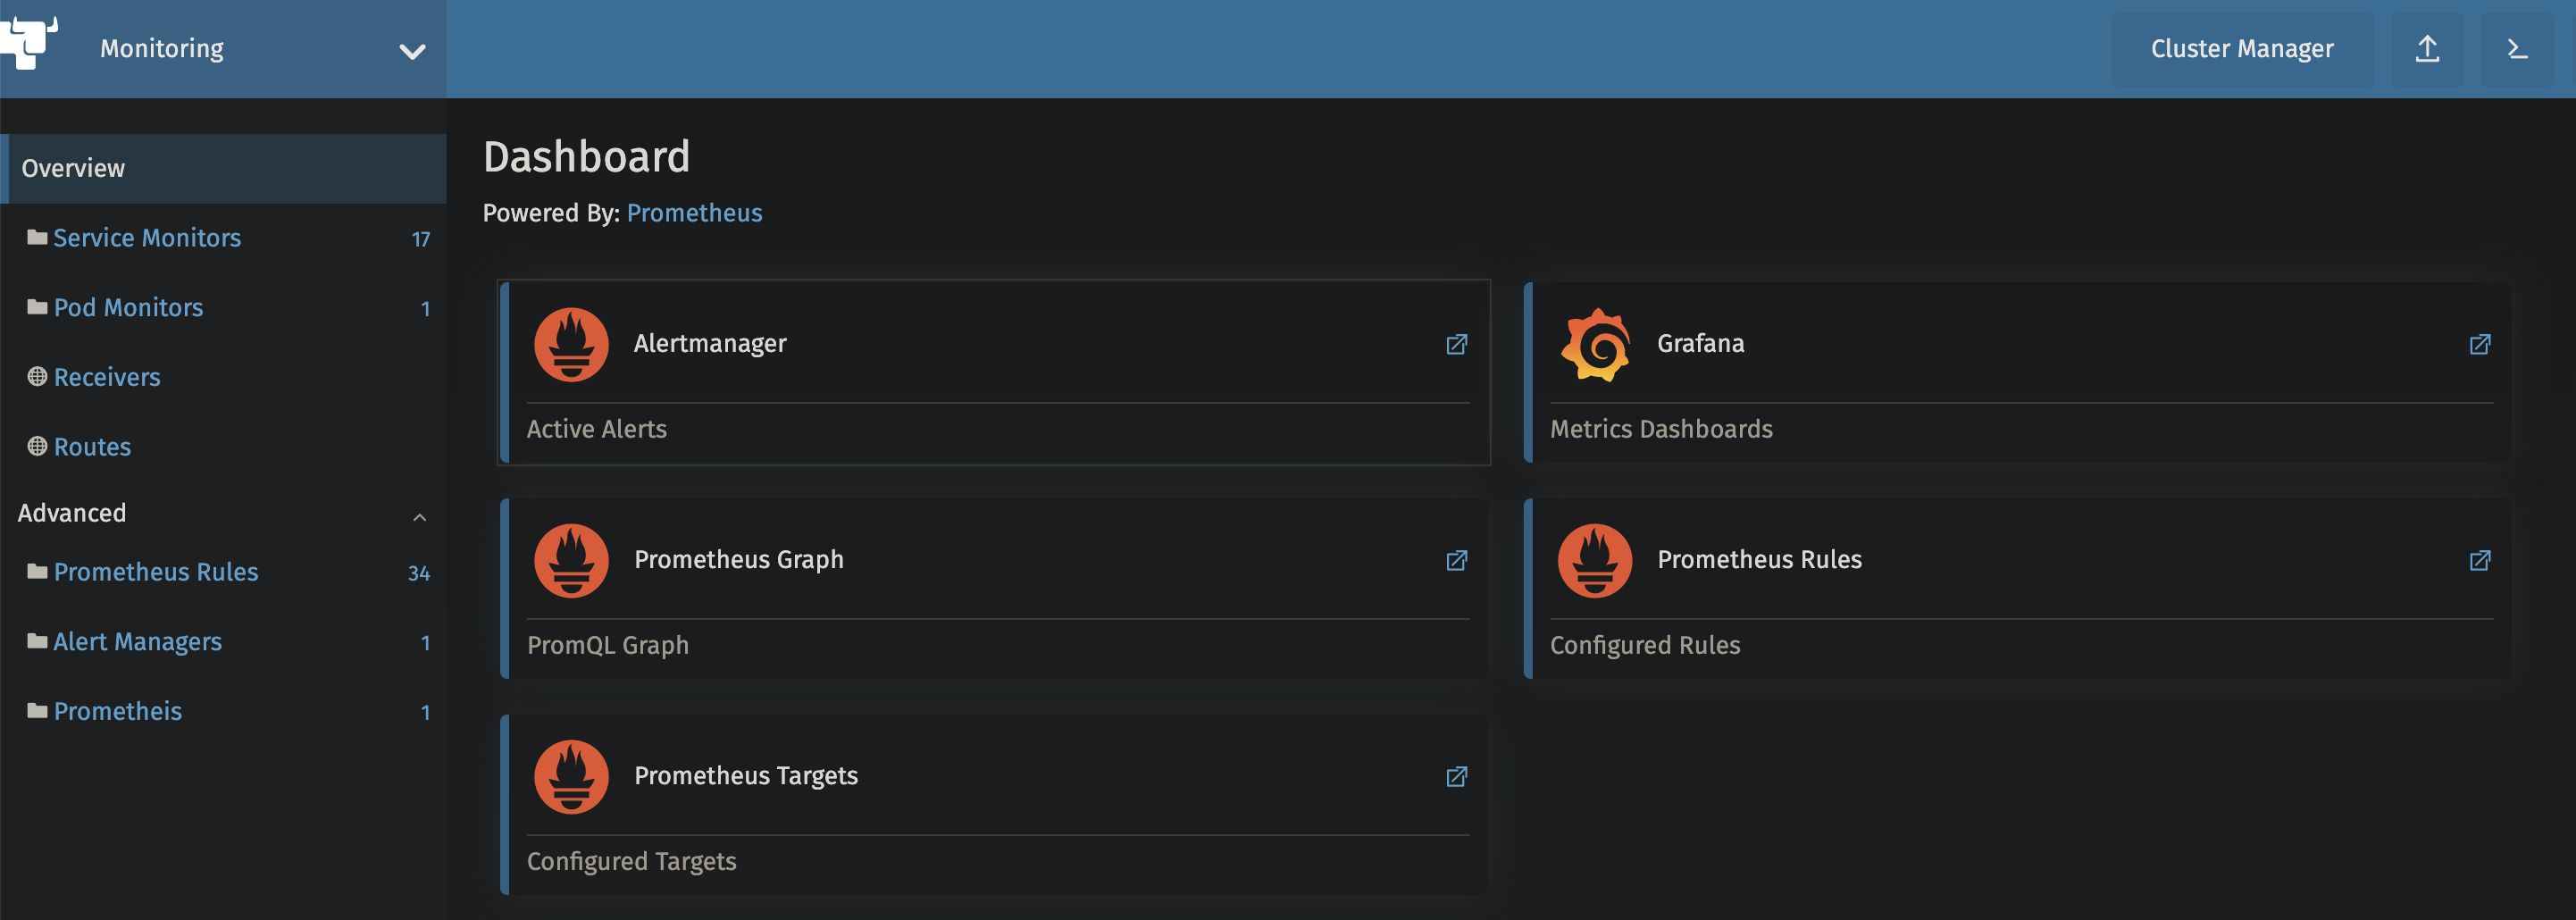 Monitoring
Cluster Manager
Overview
Service Monitors 17
Pod Monitors 1
Receivers
Routes
Advanced
Prometheus Rules 34
Alert Managers 1
Prometheis 1
Dashboard
Powered By: Prometheus
Alertmanager
Active Alerts
Grafana
Metrics Dashboards
Prometheus Graph
PromQL Graph
Prometheus Rules
Configured Rules
Prometheus Targets
Configured Targets